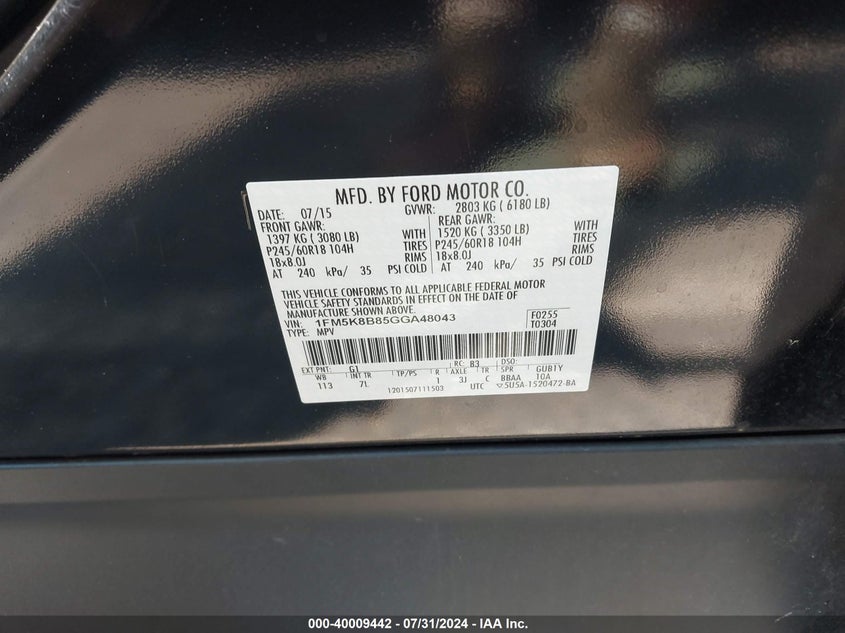 MFD. BY FORD MOTOR CO.
DATE: 07/15 GVWR: 2803 KG ( 6180 LB)
FRONT GAWR: REAR GAWR:
1397 KG ( 3080 LB) WITH 1520 KG ( 3350 LB) WITH
P245/60R18 104H TIRES P245/60R18 104H TIRES
18x8.0J RIMS 18x8.0J RIMS
AT 240 kPa/ 35 PSI COLD AT 240 kPa/ 35 PSI COLD
THIS VEHICLE CONFORMS TO ALL APPLICABLE FEDERAL MOTOR
VEHICLE SAFETY STANDARDS IN EFFECT ON THE DATE OF
MANUFACTURE SHOWN ABOVE.
VIN: 1FM5K8B85GGA48043 F0255
TYPE: MPV T0304
EXT PNT: G1 RC: B3 DSO:
WB INT TR TP/PS R AXLE TR SPR GUB1Y
113 7L 1 3J C BBAA 10A
1201507111503 UTC 5U5A-1520472-BA
000-40009442 - 07/31/2024 - IAA Inc.